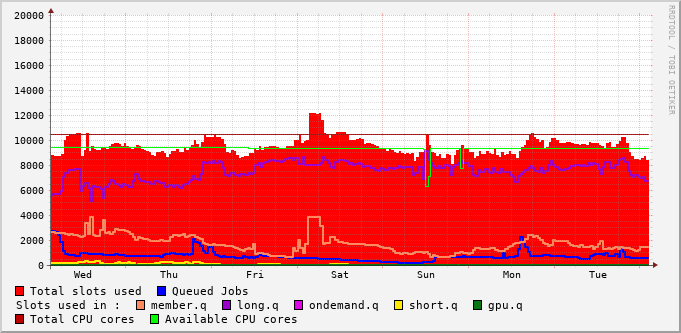 20000
18000
16000
14000
12000
10000
8000
6000
4000
2000
0
Wed Thu Fri Sat Sun Mon Tue
RRDTOOL / TOBI OETIKER
Total slots used Queued Jobs
Slots used in : member.q long.q ondemand.q short.q gpu.q
Total CPU cores Available CPU cores